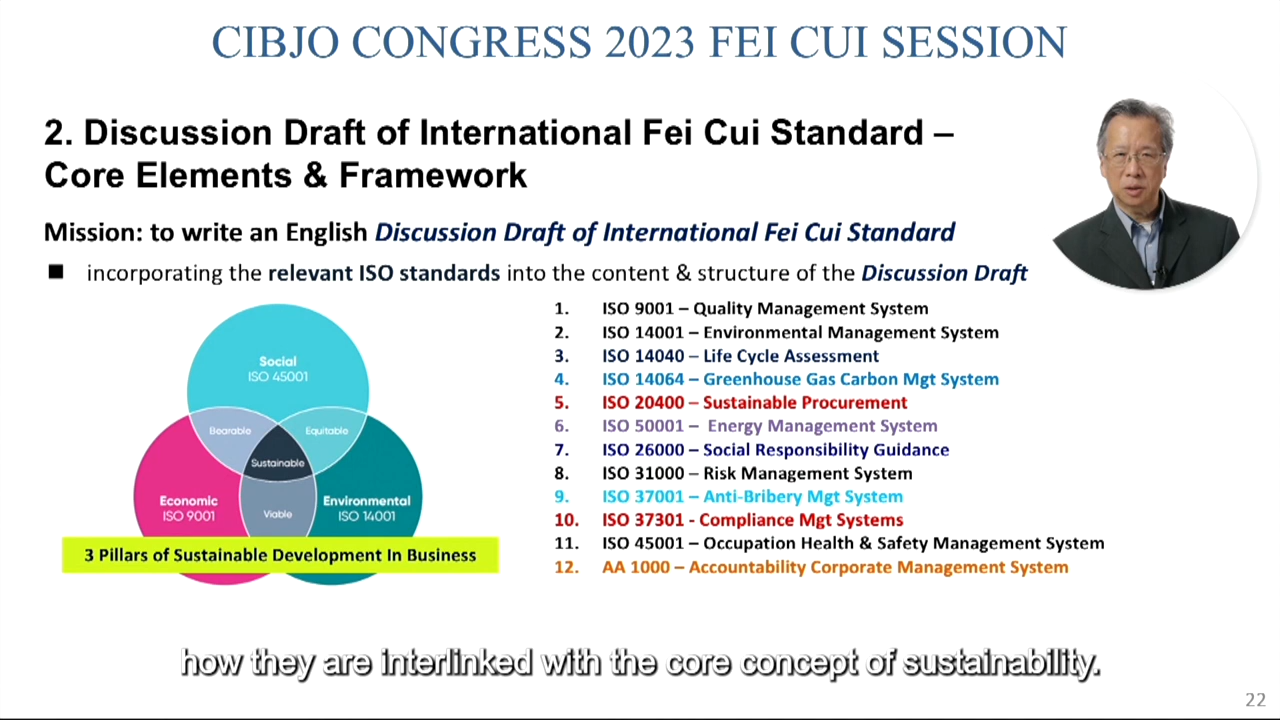 CIBJO CONGRESS 2023 FEI CUI SESSION
2. Discussion Draft of International Fei Cui Standard –
Core Elements & Framework
Mission: to write an English Discussion Draft of International Fei Cui Standard
■ incorporating the relevant ISO standards into the content & structure of the Discussion Draft
Social
ISO 45001
Bearable
Equitable
Sustainable
Economic
ISO 9001
Viable
Environmental
ISO 14001
3 Pillars of Sustainable Development In Business
1. ISO 9001 – Quality Management System
2. ISO 14001 – Environmental Management System
3. ISO 14040 – Life Cycle Assessment
4. ISO 14064 – Greenhouse Gas Carbon Mgt System
5. ISO 20400 – Sustainable Procurement
6. ISO 50001 – Energy Management System
7. ISO 26000 – Social Responsibility Guidance
8. ISO 31000 – Risk Management System
9. ISO 37001 – Anti-Bribery Mgt System
10. ISO 37301 - Compliance Mgt Systems
11. ISO 45001 – Occupation Health & Safety Management System
12. AA 1000 – Accountability Corporate Management System
how they are interlinked with the core concept of sustainability.
22